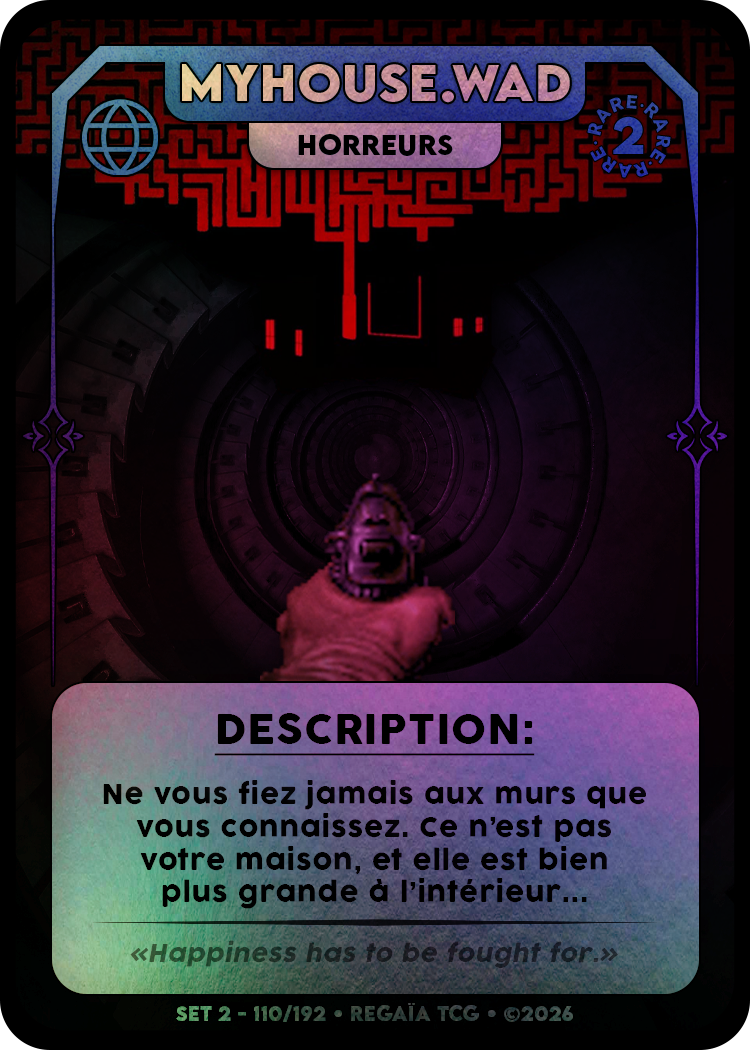 MYHOUSE.WAD
HORREURS
RARE·RARE·RARE·RARE·
2
DESCRIPTION:
Ne vous fiez jamais aux murs que
vous connaissez. Ce n’est pas
votre maison, et elle est bien
plus grande à l’intérieur...
«Happiness has to be fought for.»
SET 2 - 110/192 • REGAÏA TCG • ©2026